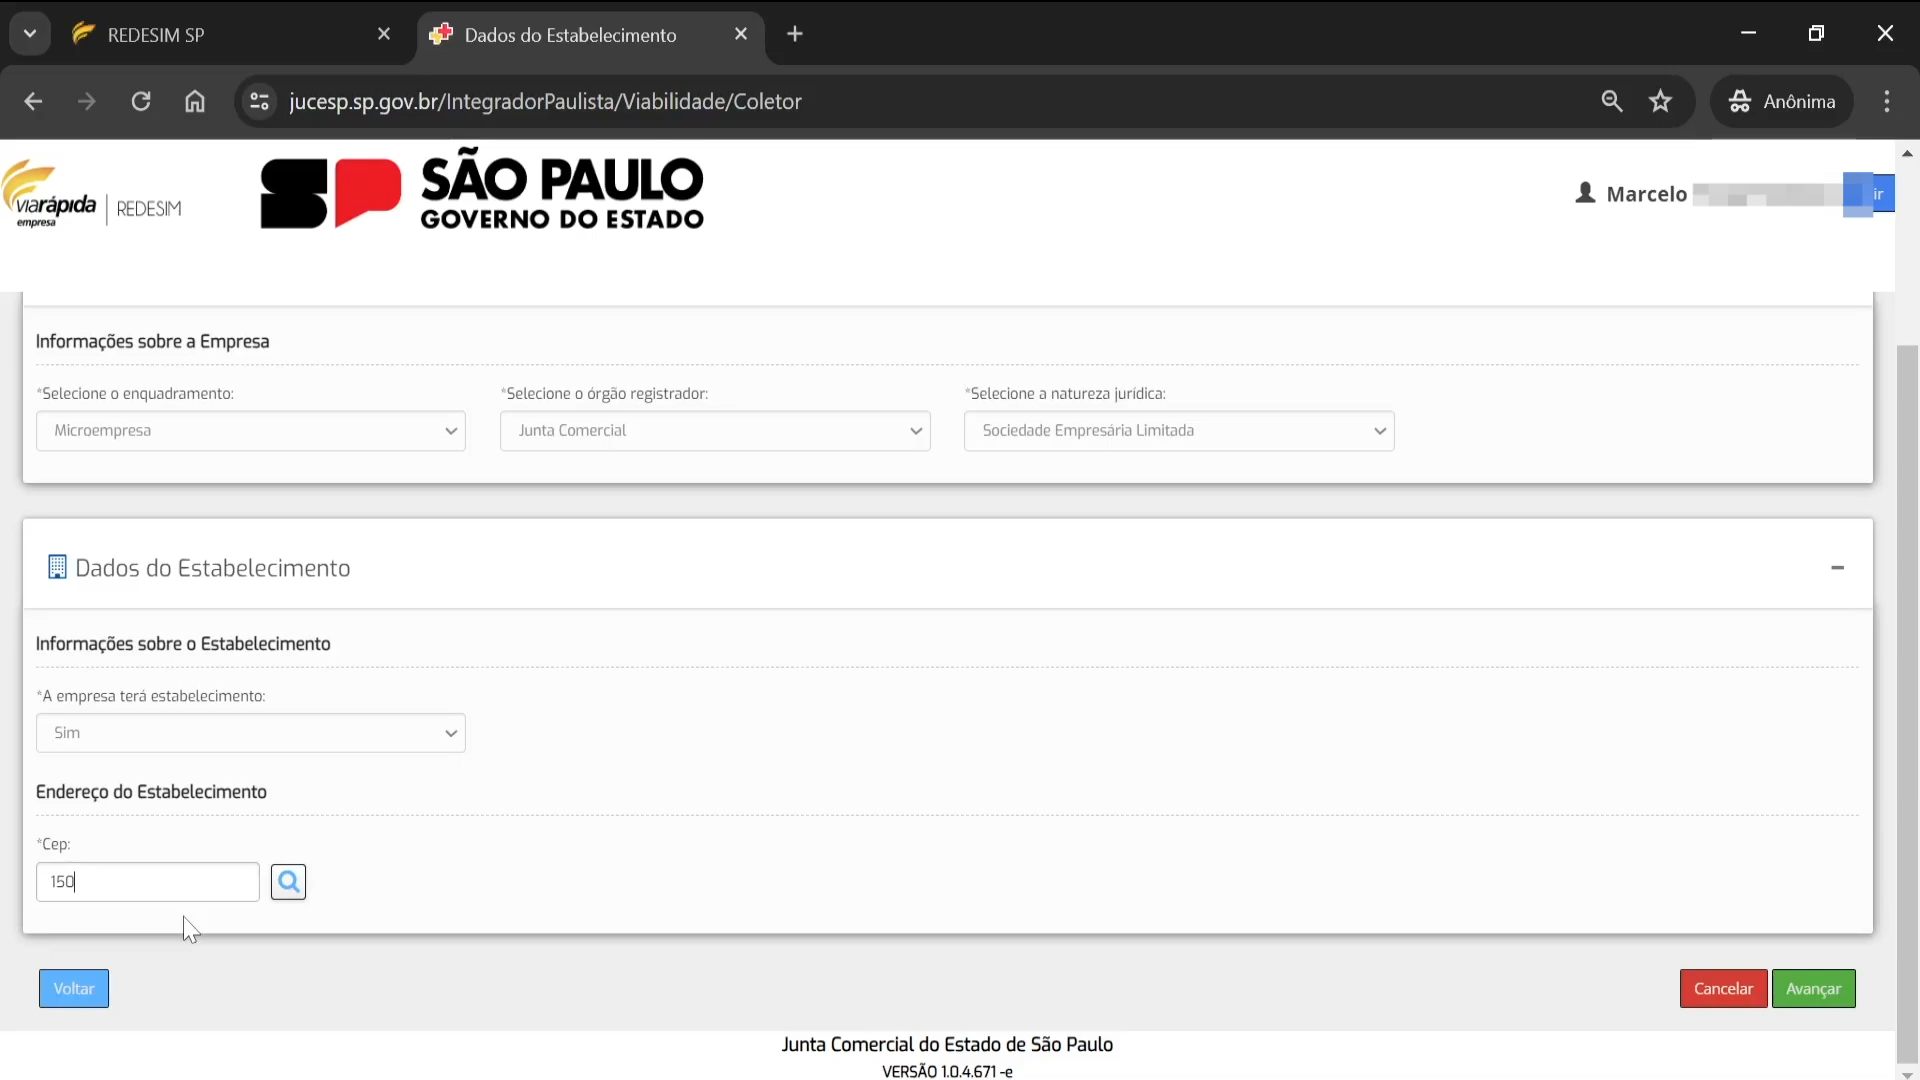 REDESIM SP
Dados do Estabelecimento
jucesp.sp.gov.br/IntegradorPaulista/Viabilidade/Coletor
Anônima
viarápida
empresa
REDESIM
SP
SÃO PAULO
GOVERNO DO ESTADO
Marcelo
ir
Informações sobre a Empresa
*Selecione o enquadramento:
*Selecione o órgão registrador:
*Selecione a natureza jurídica:
Microempresa
Junta Comercial
Sociedade Empresária Limitada
Dados do Estabelecimento
Informações sobre o Estabelecimento
*A empresa terá estabelecimento:
Sim
Endereço do Estabelecimento
*Cep:
150
Voltar
Cancelar
Avançar
Junta Comercial do Estado de São Paulo
VERSÃO 1.0.4.671 -e